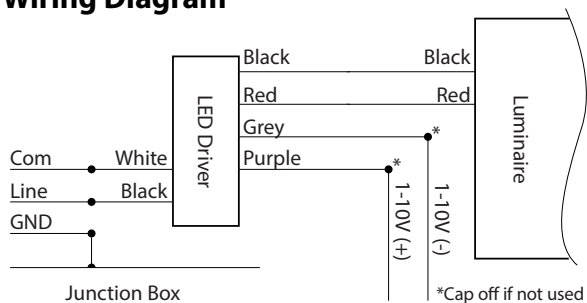 Wiring Diagram
Black Black
Red Red
Grey *
Purple *
LED Driver
Luminaire
Com White
Line Black
GND
1-10V (+)
1-10V (-)
Junction Box
*Cap off if not used